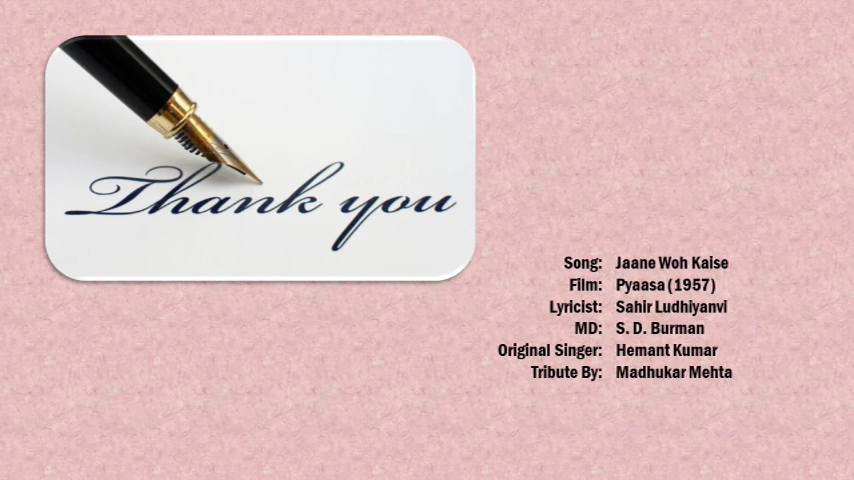 Thank you
Song: Jaane Woh Kaise
Film: Pyaasa (1957)
Lyricist: Sahir Ludhiyanvi
MD: S. D. Burman
Original Singer: Hemant Kumar
Tribute By: Madhukar Mehta